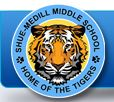 SHUE-MEDILL MIDDLE SCHOOL
HOME OF THE TIGERS